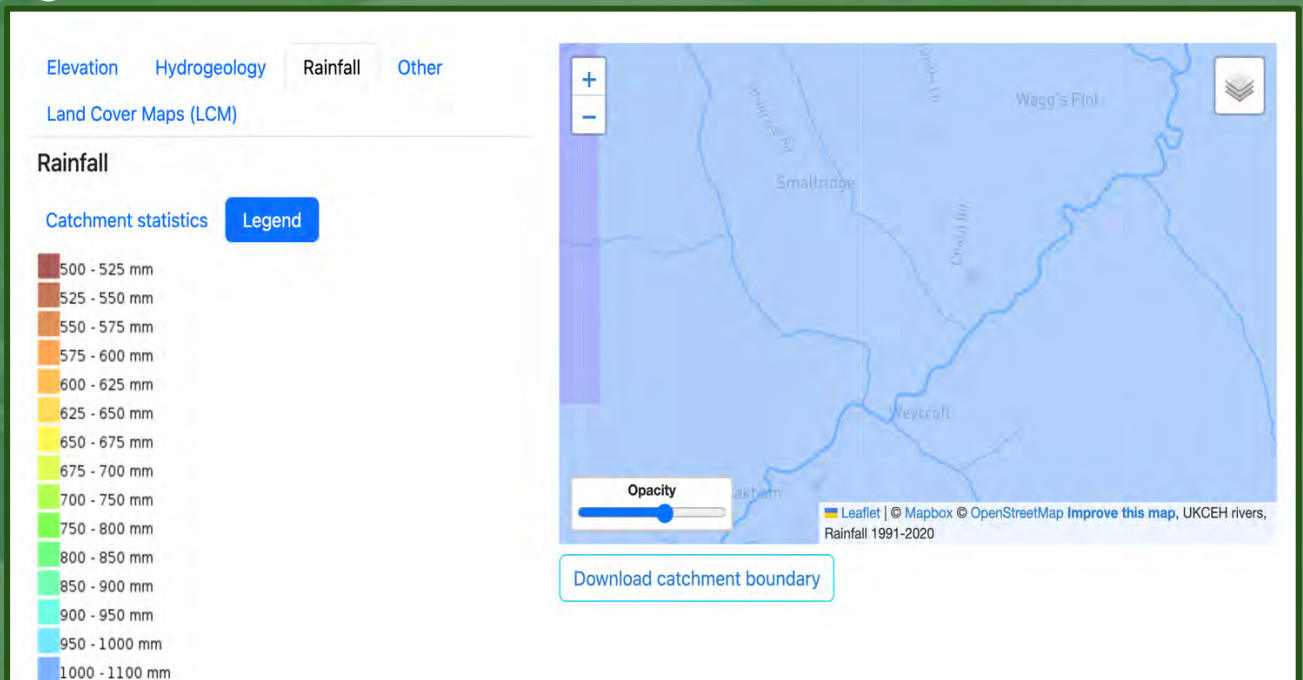 Elevation Hydrogeology Rainfall Other
Land Cover Maps (LCM)
Rainfall
Catchment statistics Legend
500 - 525 mm
525 - 550 mm
550 - 575 mm
575 - 600 mm
600 - 625 mm
625 - 650 mm
650 - 675 mm
675 - 700 mm
700 - 750 mm
750 - 800 mm
800 - 850 mm
850 - 900 mm
900 - 950 mm
950 - 1000 mm
1000 - 1100 mm
+
−
Wagg's Plot
Smallridge
Chard Rd
Weycroft
Opacity
Leaflet | © Mapbox © OpenStreetMap Improve this map, UKCEH rivers,
Rainfall 1991-2020
Download catchment boundary